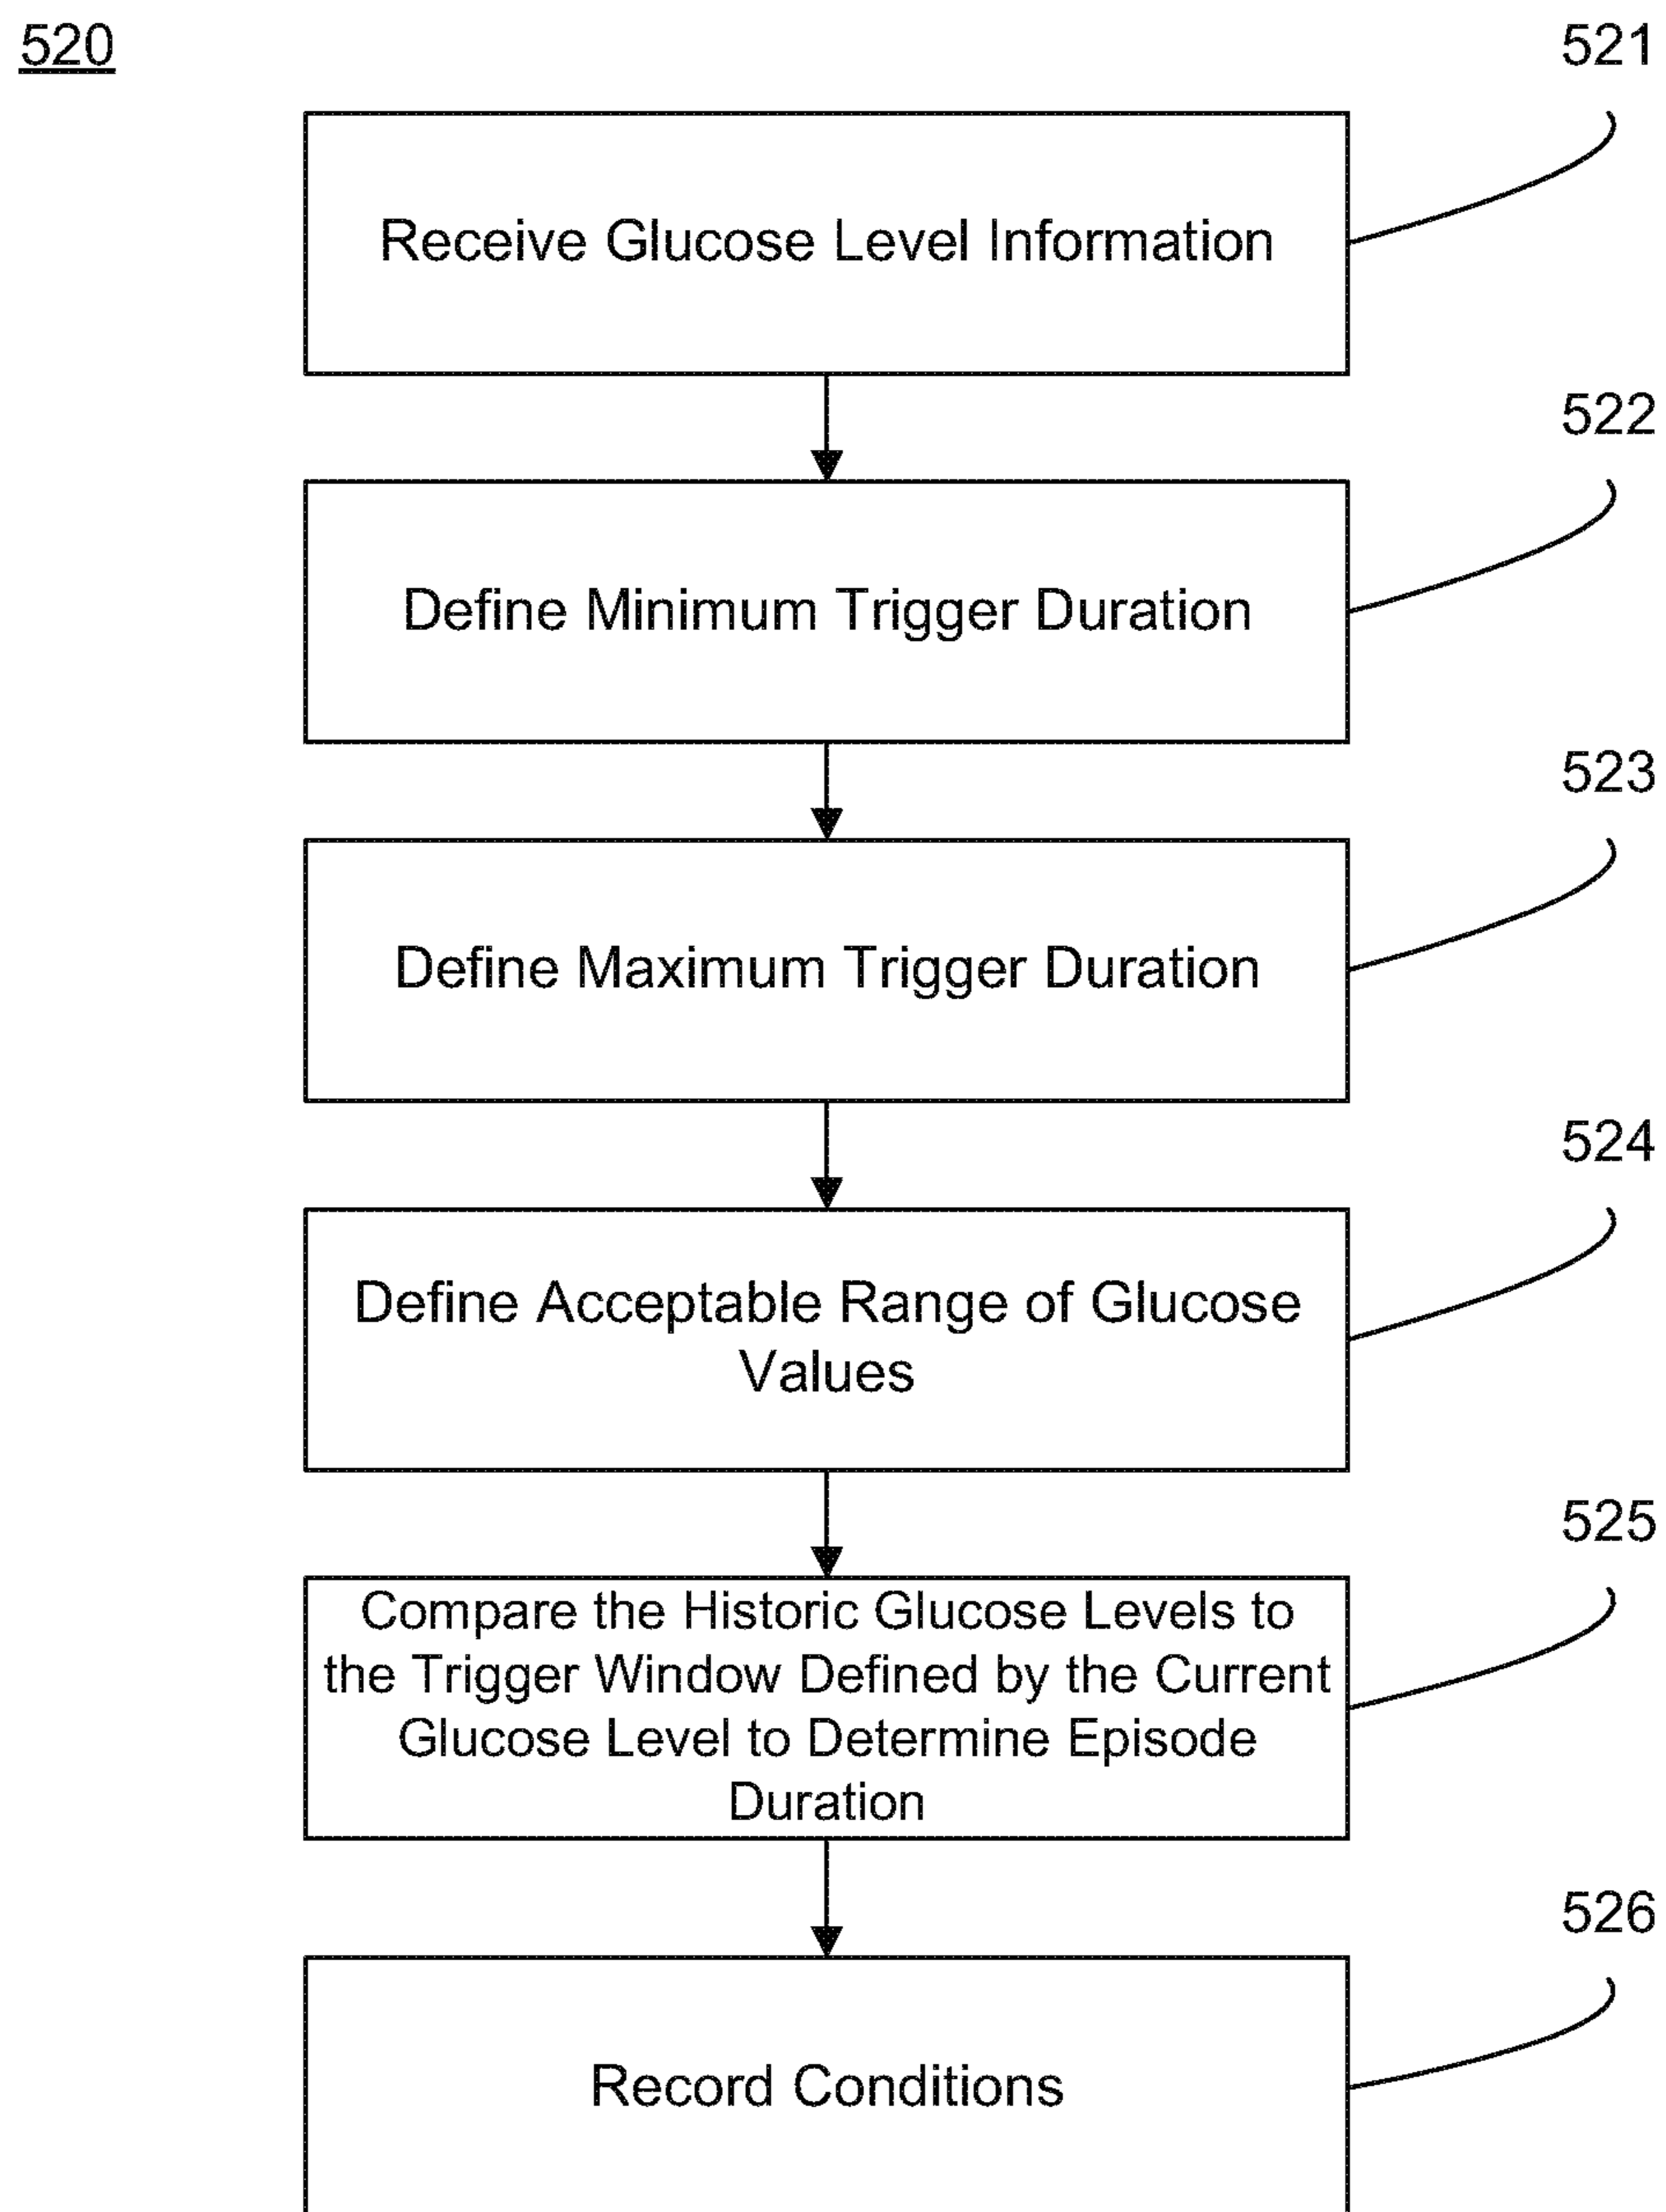 520
521
Receive Glucose Level Information
522
Define Minimum Trigger Duration
523
Define Maximum Trigger Duration
524
Define Acceptable Range of Glucose
Values
525
Compare the Historic Glucose Levels to
the Trigger Window Defined by the Current
Glucose Level to Determine Episode
Duration
526
Record Conditions